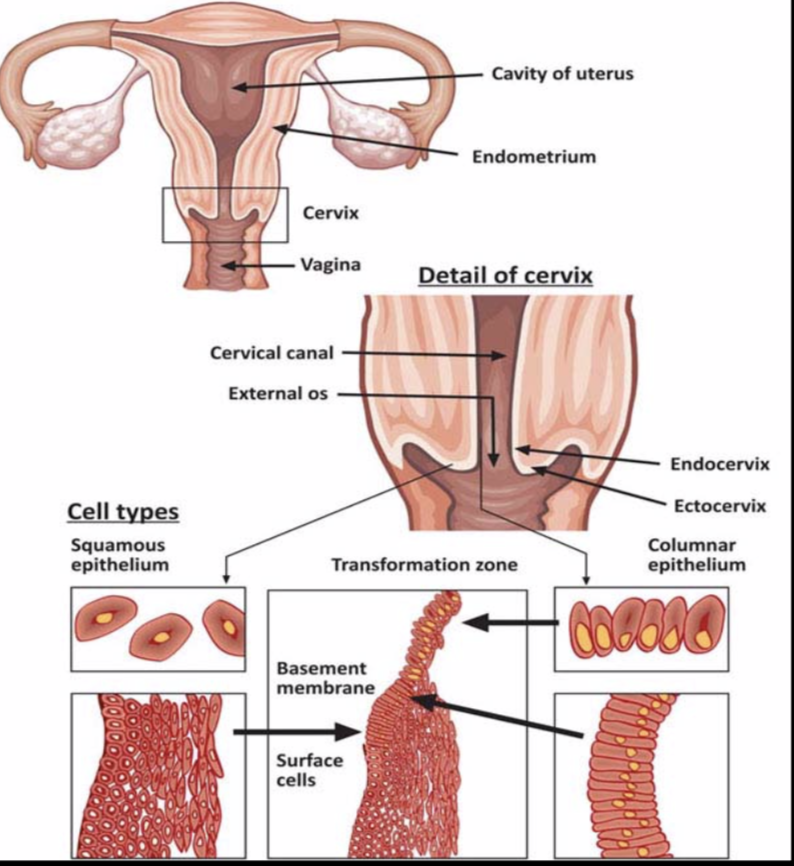 Cavity of uterus
Endometrium
Cervix
Vagina
Detail of cervix
Cervical canal
External os
Endocervix
Ectocervix
Cell types
Squamous
epithelium
Transformation zone
Columnar
epithelium
Basement
membrane
Surface
cells